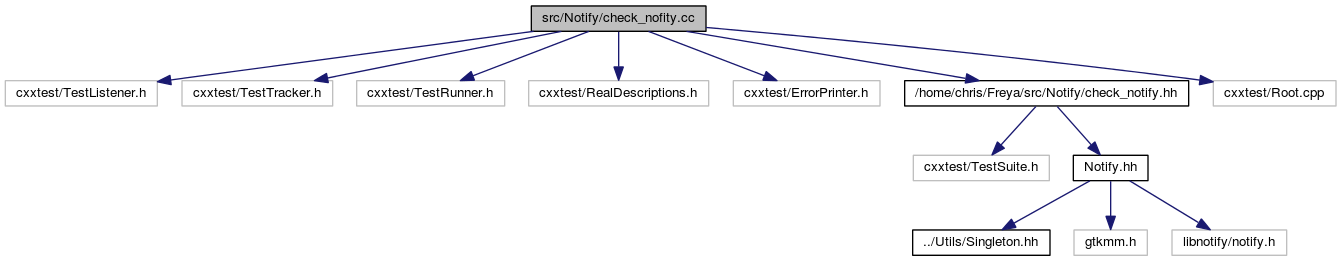 src/Notify/check_nofity.cc
cxxtest/TestListener.h
cxxtest/TestTracker.h
cxxtest/TestRunner.h
cxxtest/RealDescriptions.h
cxxtest/ErrorPrinter.h
/home/chris/Freya/src/Notify/check_notify.hh
cxxtest/Root.cpp
cxxtest/TestSuite.h
Notify.hh
../Utils/Singleton.hh
gtkmm.h
libnotify/notify.h